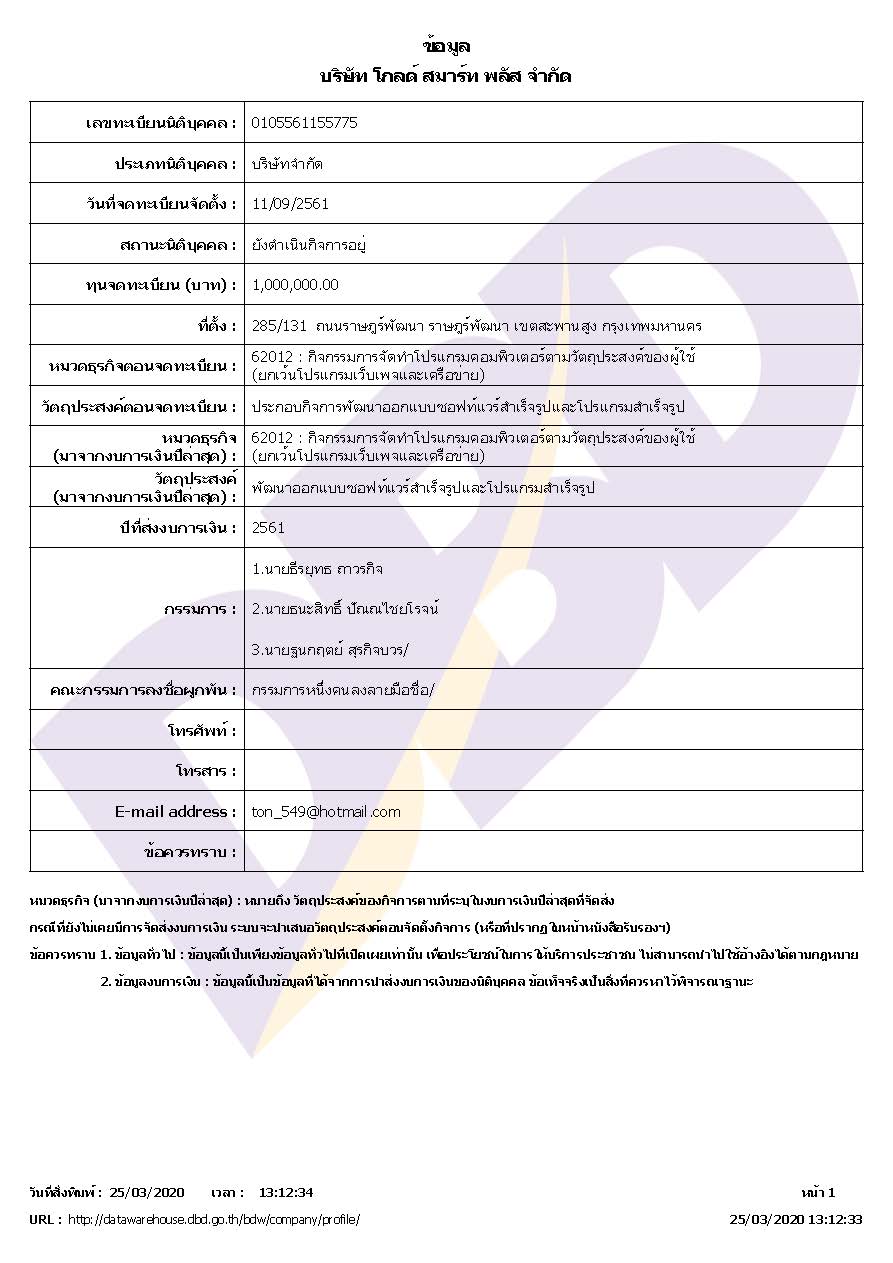 ข้อมูล
บริษัท โกลด์ สมาร์ท พลัส จำกัด
เลขทะเบียนนิติบุคคล : 0105561155775
ประเภทนิติบุคคล : บริษัทจำกัด
วันที่จดทะเบียนจัดตั้ง : 11/09/2561
สถานะนิติบุคคล : ยังดำเนินกิจการอยู่
ทุนจดทะเบียน (บาท) : 1,000,000.00
ที่ตั้ง : 285/131 ถนนราษฎร์พัฒนา ราษฎร์พัฒนา เขตสะพานสูง กรุงเทพมหานคร
หมวดธุรกิจตอนจดทะเบียน : 62012 : กิจกรรมการจัดทำโปรแกรมคอมพิวเตอร์ตามวัตถุประสงค์ของผู้ใช้
(ยกเว้นโปรแกรมเว็บเพจและเครือข่าย)
วัตถุประสงค์ตอนจดทะเบียน : ประกอบกิจการพัฒนาออกแบบซอฟท์แวร์สำเร็จรูปและโปรแกรมสำเร็จรูป
หมวดธุรกิจ
(มาจากงบการเงินปีล่าสุด) :
62012 : กิจกรรมการจัดทำโปรแกรมคอมพิวเตอร์ตามวัตถุประสงค์ของผู้ใช้
(ยกเว้นโปรแกรมเว็บเพจและเครือข่าย)
วัตถุประสงค์
(มาจากงบการเงินปีล่าสุด) :
พัฒนาออกแบบซอฟท์แวร์สำเร็จรูปและโปรแกรมสำเร็จรูป
ปีที่ส่งงบการเงิน : 2561
กรรมการ :
1.นายธีรยุทธ ถาวรกิจ
2.นายธนะสิทธิ์ ปัณณไชยโรจน์
3.นายฐนกฤตย์ สุรกิจบวร/
คณะกรรมการลงชื่อผูกพัน : กรรมการหนึ่งคนลงลายมือชื่อ/
โทรศัพท์ :
โทรสาร :
E-mail address : ton_549@hotmail.com
ข้อควรทราบ :
หมวดธุรกิจ (มาจากงบการเงินปีล่าสุด) : หมายถึง วัตถุประสงค์ของกิจการตามที่ระบุในงบการเงินปีล่าสุดที่จัดส่ง
กรณีที่ยังไม่เคยมีการจัดส่งงบการเงิน ระบบจะนำเสนอวัตถุประสงค์ตอนจัดตั้งกิจการ (หรือที่ปรากฏในหน้าหนังสือรับรองฯ)
ข้อควรทราบ 1. ข้อมูลทั่วไป : ข้อมูลนี้เป็นเพียงข้อมูลทั่วไปที่เปิดเผยเท่านั้น เพื่อประโยชน์ในการให้บริการประชาชน ไม่สามารถนำไปใช้อ้างอิงได้ตามกฎหมาย
2. ข้อมูลงบการเงิน : ข้อมูลนี้เป็นข้อมูลที่ได้จากการนำส่งงบการเงินของนิติบุคคล ข้อเท็จจริงเป็นสิ่งที่ควรหาไว้พิจารณาฐานะ
วันที่สั่งพิมพ์ : 25/03/2020 เวลา : 13:12:34 หน้า 1
URL : http://datawarehouse.dbd.go.th/bdw/company/profile/ 25/03/2020 13:12:33